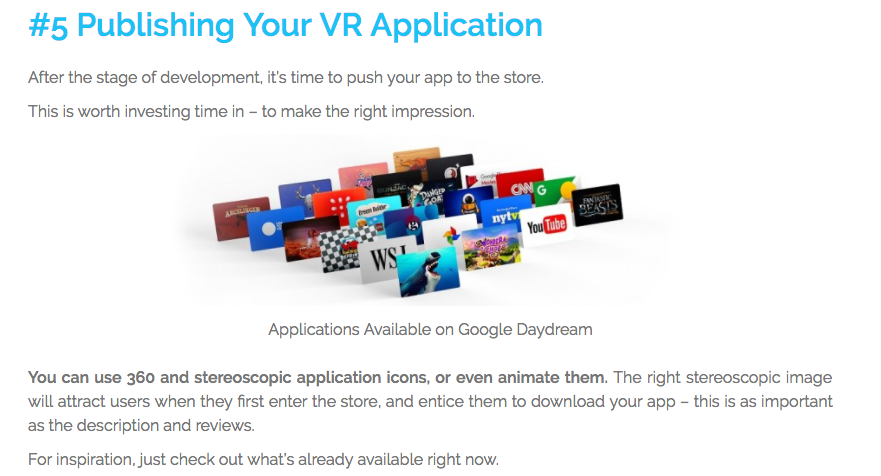 #5 Publishing Your VR Application
After the stage of development, it's time to push your app to the store.
This is worth investing time in – to make the right impression.
CNN
G
DANGER
GOAT
FANTASTIC
BEASTS
nytvr
YouTube
WSJ
Applications Available on Google Daydream
You can use 360 and stereoscopic application icons, or even animate them. The right stereoscopic image
will attract users when they first enter the store, and entice them to download your app – this is as important
as the description and reviews.
For inspiration, just check out what's already available right now.